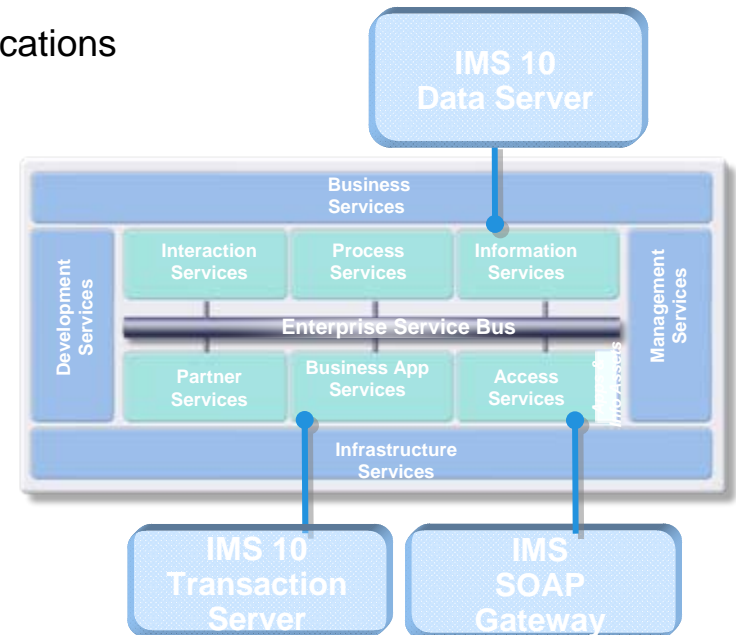 cations
IMS 10
Data Server
Business
Services
Interaction
Services
Process
Services
Information
Services
Development
Services
Management
Services
Enterprise Service Bus
Partner
Services
Business App
Services
Access
Services
Infrastructure
Services
IMS 10
Transaction
Server
IMS
SOAP
Gateway